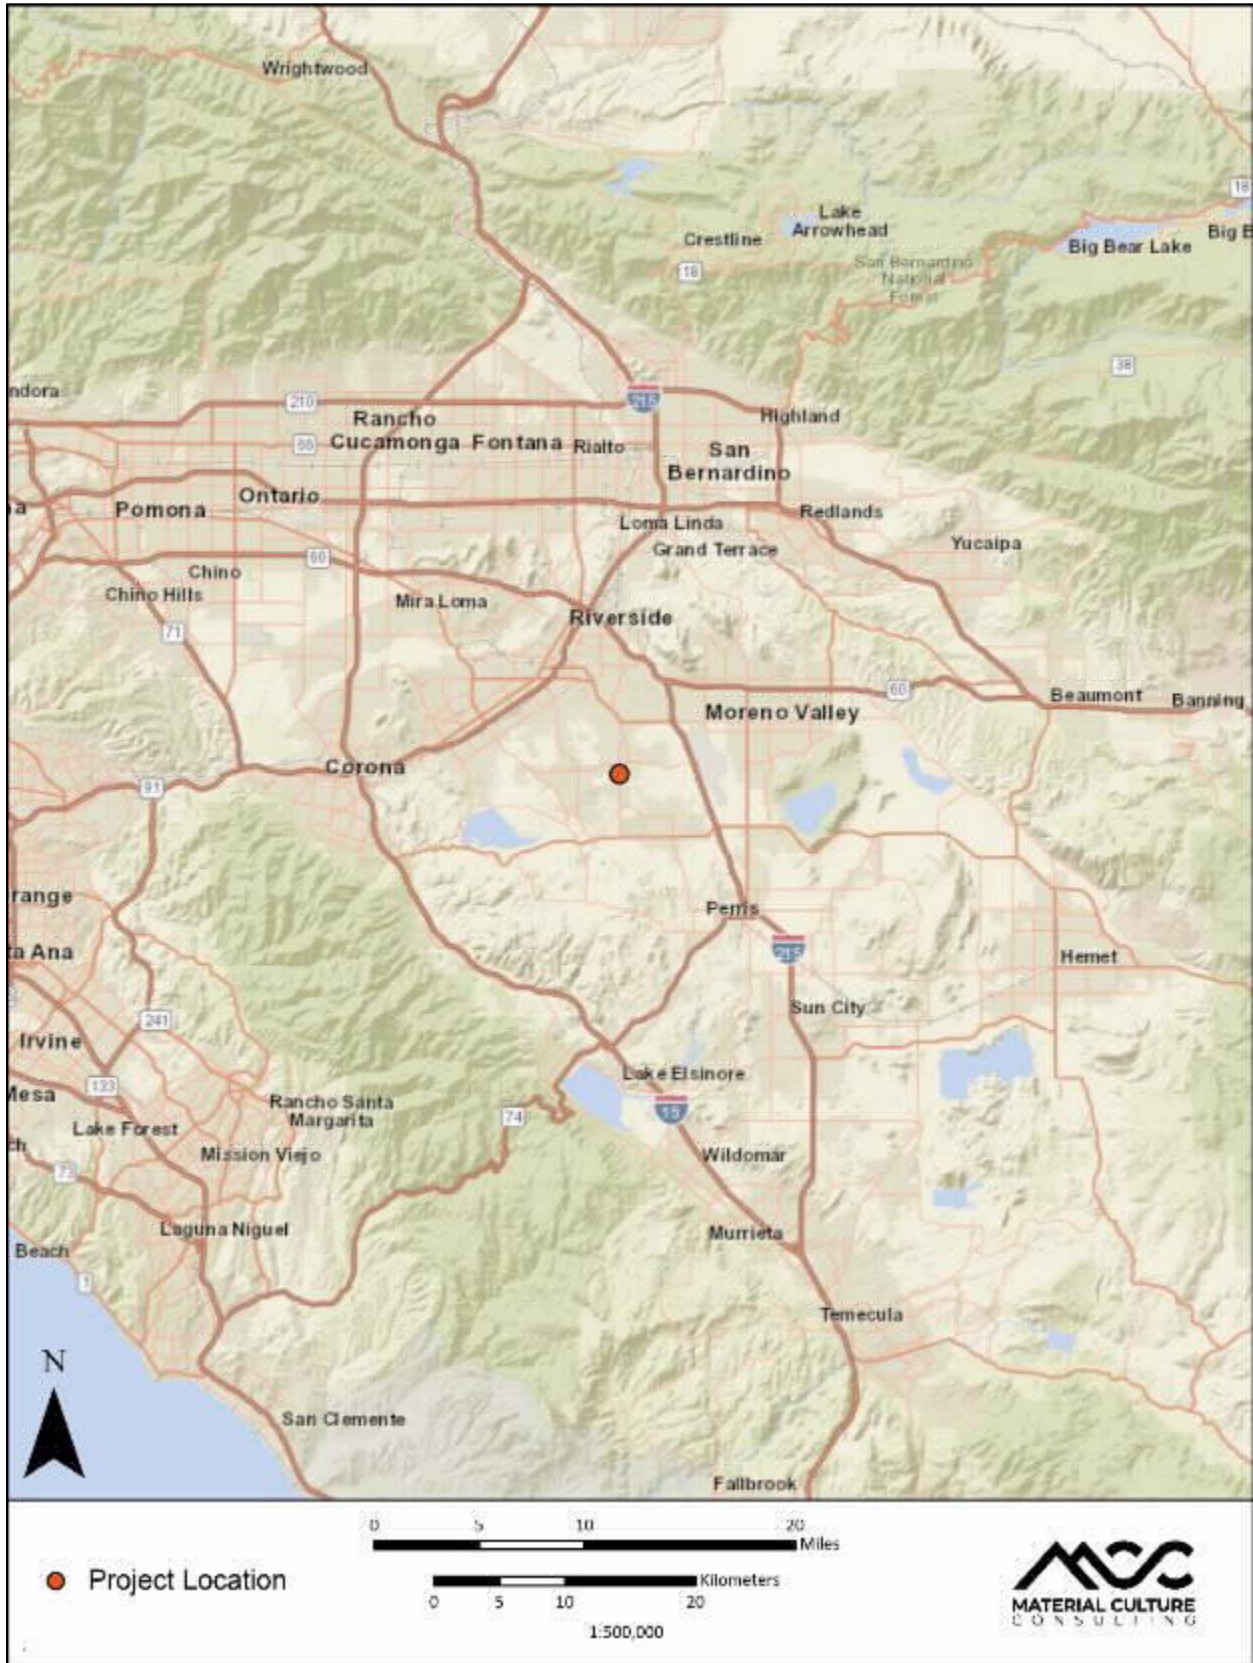 Wrightwood
18
Lake
Arrowhead
Crestline
Big B
Big Bear Lake
San Bernardino
National
Forest
18
38
ndora
210
215
Rancho
Highland
66
Cucamonga
Fontana
Rialto
San
Bernardino
Ontario
a
Pomona
Redlands
Loma Linda
Yucaipa
Grand Terrace
60
Chino
Chino Hills
Mira Loma
Riverside
71
60
Beaumont
Banning
Moreno Valley
Corona
91
range
Perris
ta Ana
215
Hemet
Sun City
241
Irvine
Lake Elsinore
133
Mesa
Rancho Santa
Margarita
15
74
Lake Forest
ch
Mission Viejo
Wildomar
73
Laguna Niguel
Murrieta
Beach
1
Temecula
N
San Clemente
Fallbrook
0 5 10 20
Miles
Project Location
Kilometers
0 5 10 20
1:500,000
MCC
MATERIAL CULTURE
CONSULTING